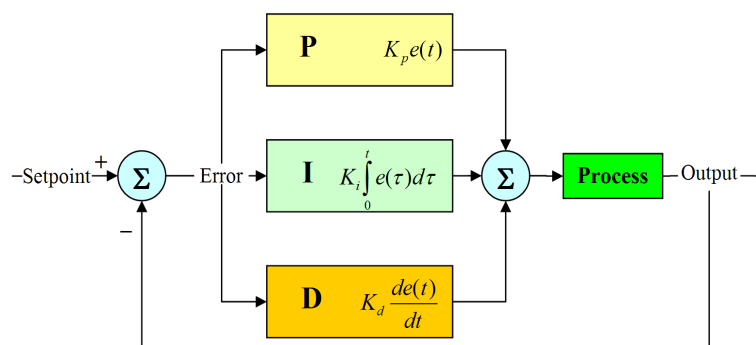 P K_p e(t)
−Setpoint + Σ − Error I K_i ∫_0^t e(τ)dτ Σ Process Output
D K_d de(t)/dt